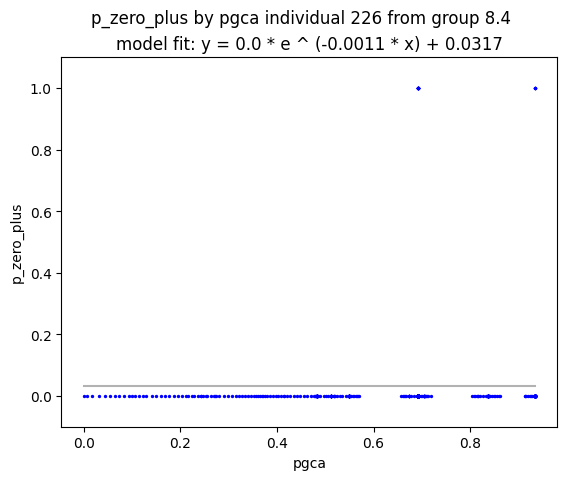 p_zero_plus by pgca individual 226 from group 8.4
model fit: y = 0.0 * e ^ (-0.0011 * x) + 0.0317
1.0
0.8
0.6
0.4
0.2
0.0
p_zero_plus
0.0 0.2 0.4 0.6 0.8
pgca